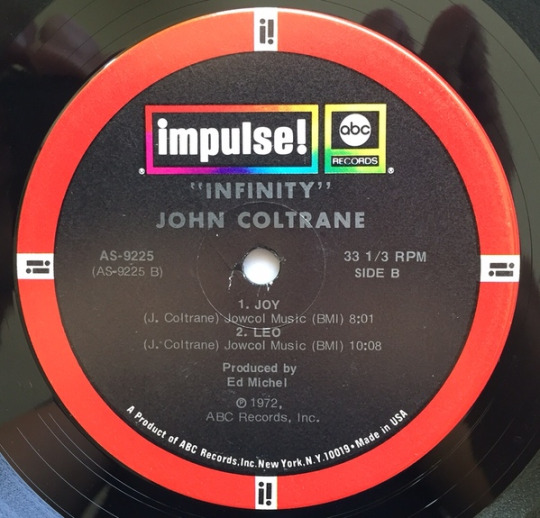 i!
impulse!
abc
RECORDS
®
®
"INFINITY"
JOHN COLTRANE
AS-9225
(AS-9225 B)
33 1/3 RPM
SIDE B
i!
i!
1. JOY
(J. Coltrane) Jowcol Music (BMI) 8:01
2. LEO
(J. Coltrane) Jowcol Music (BMI) 10:08
Produced by
Ed Michel
℗ 1972,
ABC Records, Inc.
A Product of ABC Records, Inc. New York, N.Y. 10019 • Made in USA
i!